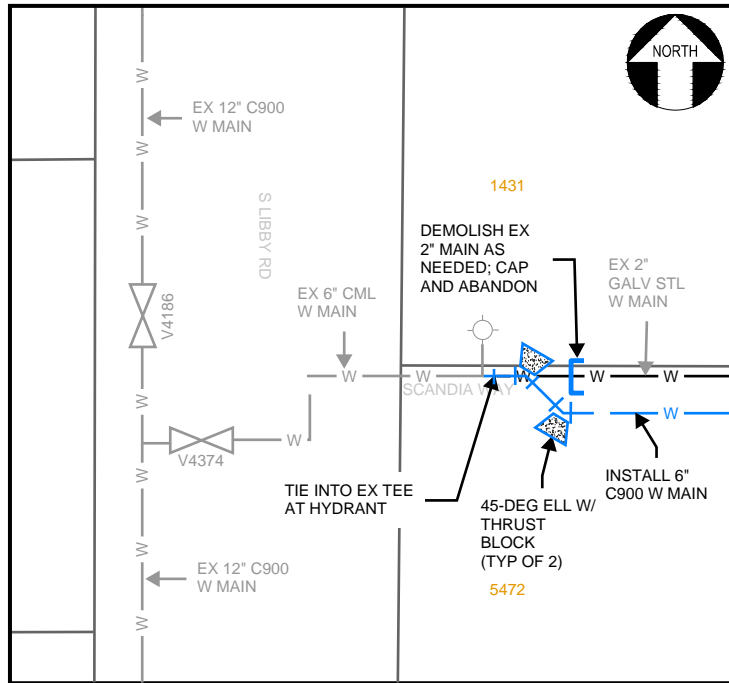 NORTH
W
EX 12" C900
W MAIN
W
1431
S LIBBY RD
W
DEMOLISH EX
2" MAIN AS
NEEDED; CAP
AND ABANDON
EX 2"
GALV STL
W MAIN
EX 6" CML
W MAIN
V4186
W
W
W
W
W
SCANDIA WAY
W
W
W
V4374
W
TIE INTO EX TEE
AT HYDRANT
45-DEG ELL W/
THRUST
BLOCK
(TYP OF 2)
INSTALL 6"
C900 W MAIN
W
W
EX 12" C900
W MAIN
5472
W